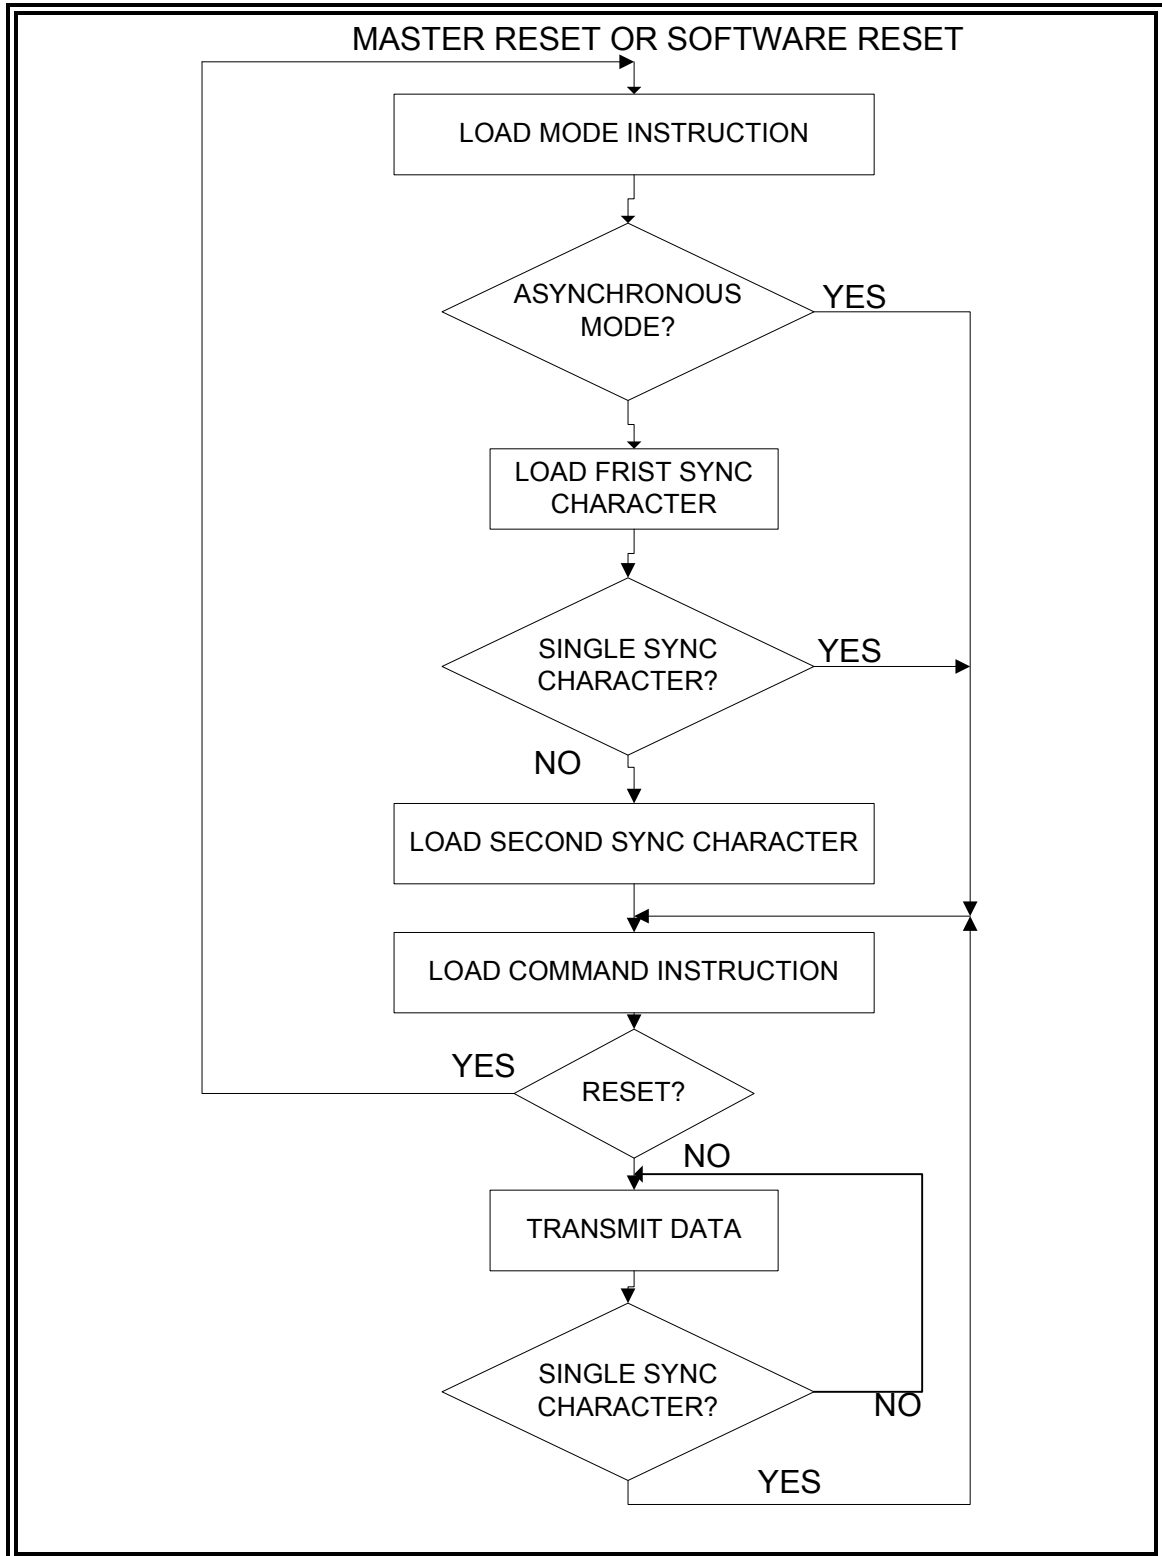 MASTER RESET OR SOFTWARE RESET
LOAD MODE INSTRUCTION
ASYNCHRONOUS
MODE?
YES
LOAD FRIST SYNC
CHARACTER
SINGLE SYNC
CHARACTER?
YES
NO
LOAD SECOND SYNC CHARACTER
LOAD COMMAND INSTRUCTION
YES
RESET?
NO
TRANSMIT DATA
SINGLE SYNC
CHARACTER?
NO
YES